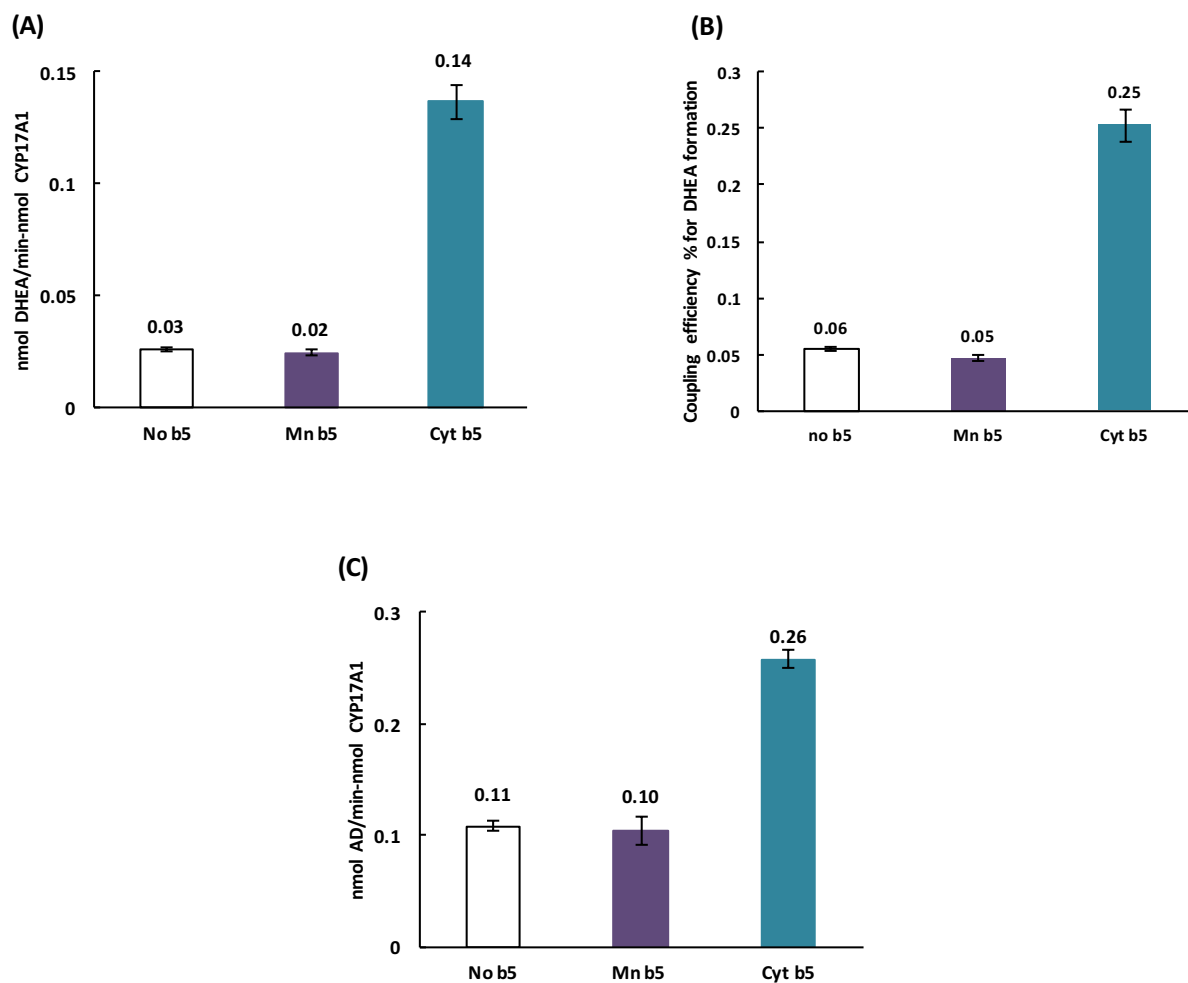 (A)
nmol DHEA/min-nmol CYP17A1
0.15
0.1
0.05
0
0.03
0.02
0.14
No b5
Mn b5
Cyt b5
(B)
Coupling efficiency % for DHEA formation
0.3
0.25
0.2
0.15
0.1
0.05
0
0.06
0.05
0.25
no b5
Mn b5
Cyt b5
(C)
nmol AD/min-nmol CYP17A1
0.3
0.2
0.1
0
0.11
0.10
0.26
No b5
Mn b5
Cyt b5